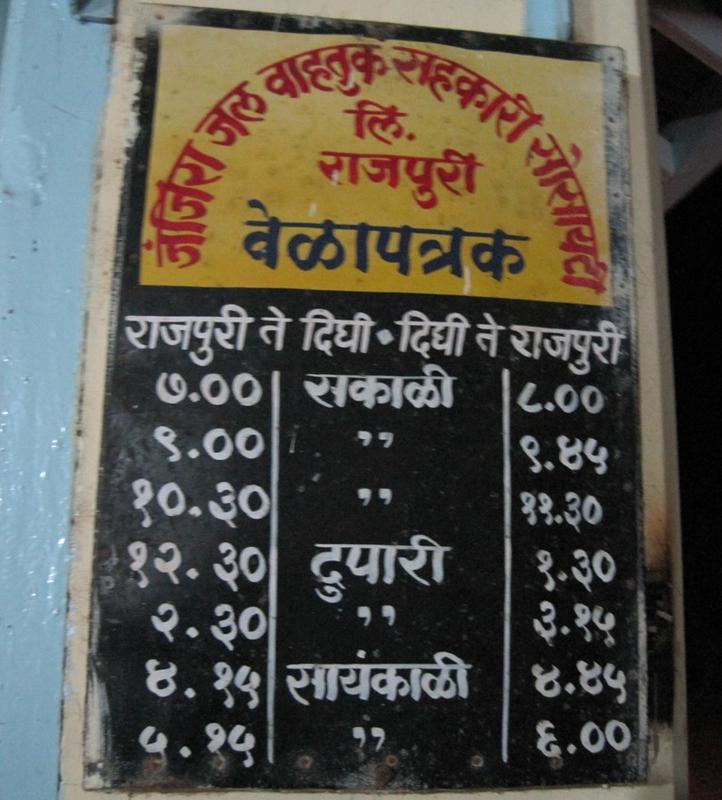 जंजिरा जल वाहतुक सहकारी सोसायटी
लि.
राजपुरी
वेळापत्रक
राजपुरी ते दिघी • दिघी ते राजपुरी
७.०० सकाळी ८.००
९.०० ,, ९.४५
१०.३० ,, ११.३०
१२.३० दुपारी १.३०
२.३० ,, ३.१५
४.१५ सायंकाळी ४.४५
५.१५ ,, ६.००